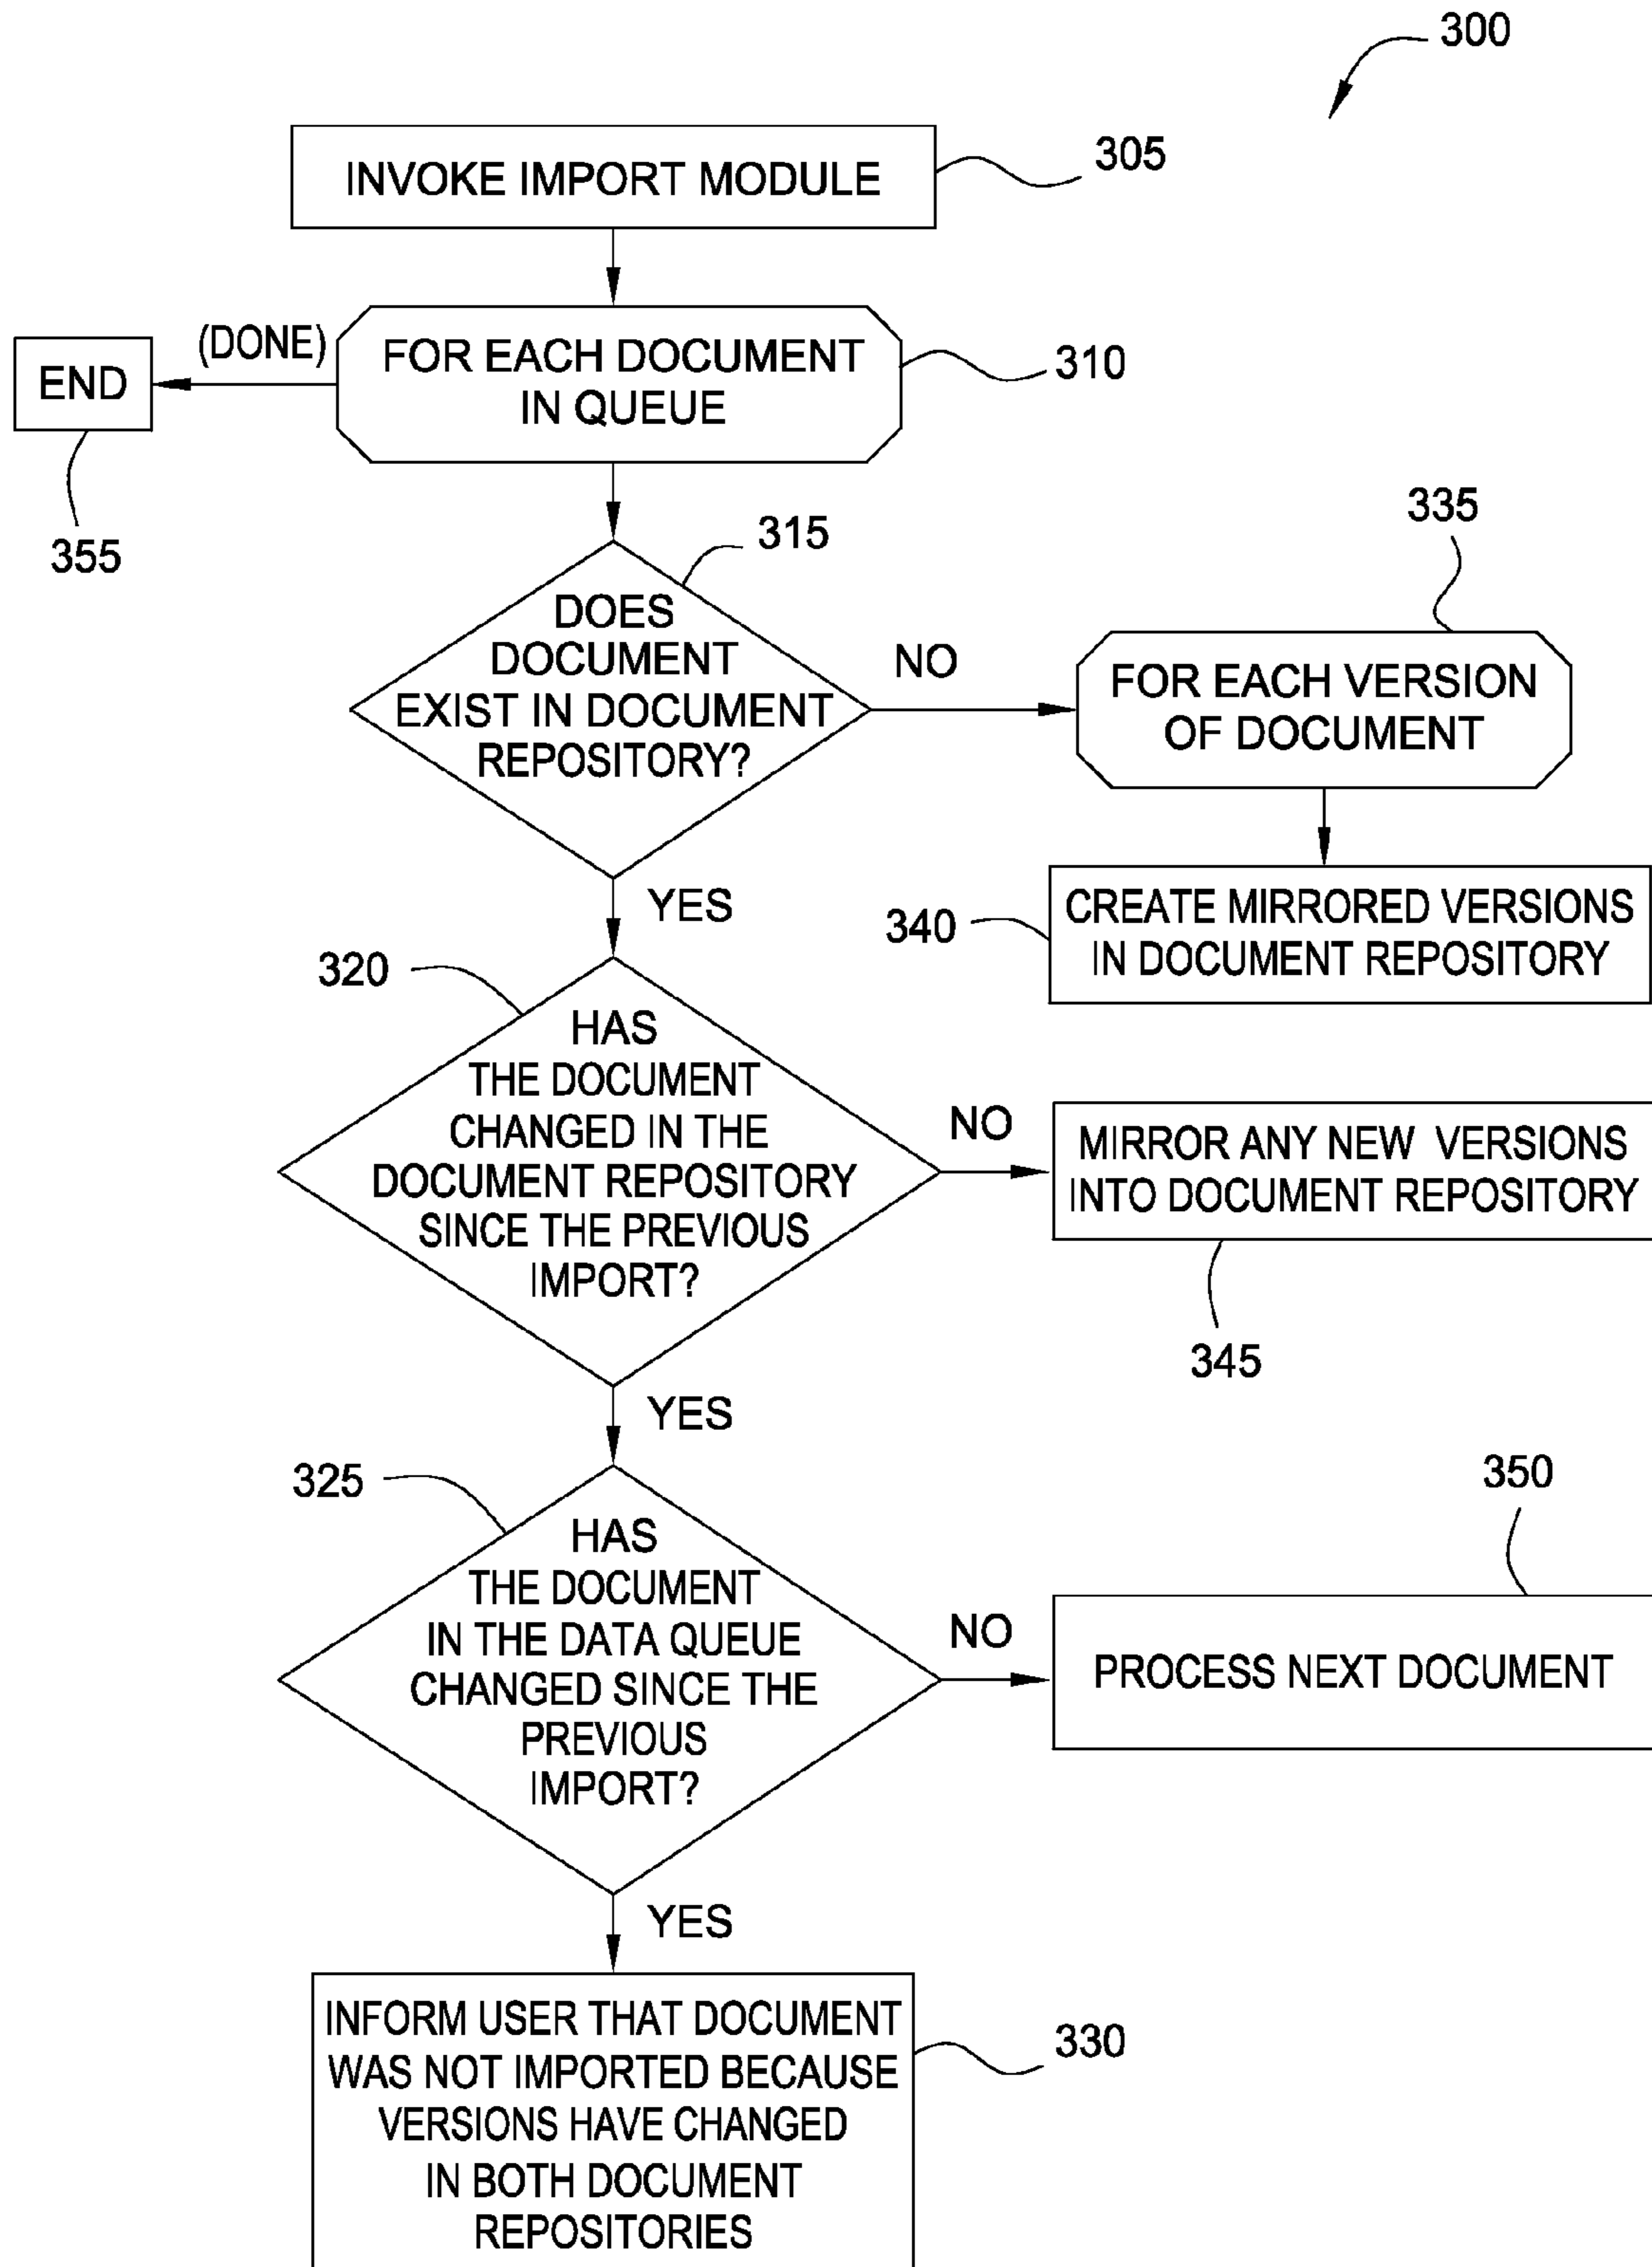 300
INVOKE IMPORT MODULE
305
(DONE)
END
355
FOR EACH DOCUMENT
IN QUEUE
310
315
DOES
DOCUMENT
EXIST IN DOCUMENT
REPOSITORY?
NO
335
FOR EACH VERSION
OF DOCUMENT
YES
340
CREATE MIRRORED VERSIONS
IN DOCUMENT REPOSITORY
320
HAS
THE DOCUMENT
CHANGED IN THE
DOCUMENT REPOSITORY
SINCE THE PREVIOUS
IMPORT?
NO
MIRROR ANY NEW VERSIONS
INTO DOCUMENT REPOSITORY
345
YES
325
HAS
THE DOCUMENT
IN THE DATA QUEUE
CHANGED SINCE THE
PREVIOUS
IMPORT?
NO
350
PROCESS NEXT DOCUMENT
YES
INFORM USER THAT DOCUMENT
WAS NOT IMPORTED BECAUSE
VERSIONS HAVE CHANGED
IN BOTH DOCUMENT
REPOSITORIES
330